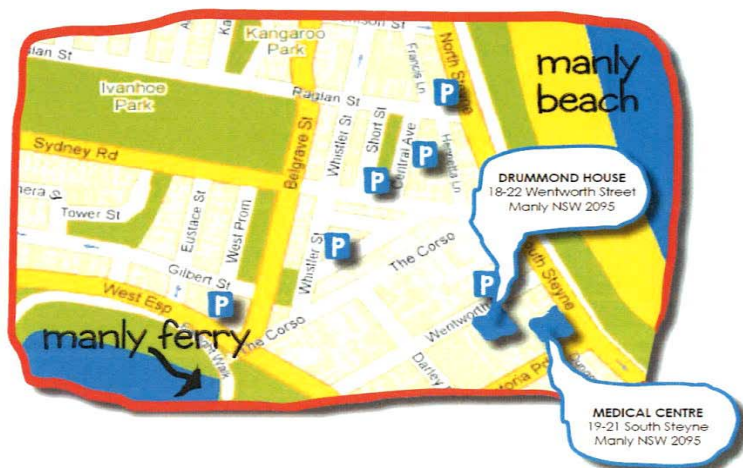 Kangaroo
Park
Raglan St
Ivanhoe
Park
Sydney Rd
Tower St
Eustace St
West Prom
Gilbert St
West Esp
Belgrave St
Whistler St
Whistler St
Short St
Central Ave
Francis Ln
Henrietta Ln
North Steyne
The Corso
The Corso
Wentworth
South Steyne
Darley
P
P
P
P
P
P
manly
beach
manly ferry
DRUMMOND HOUSE
18-22 Wentworth Street
Manly NSW 2095
MEDICAL CENTRE
19-21 South Steyne
Manly NSW 2095